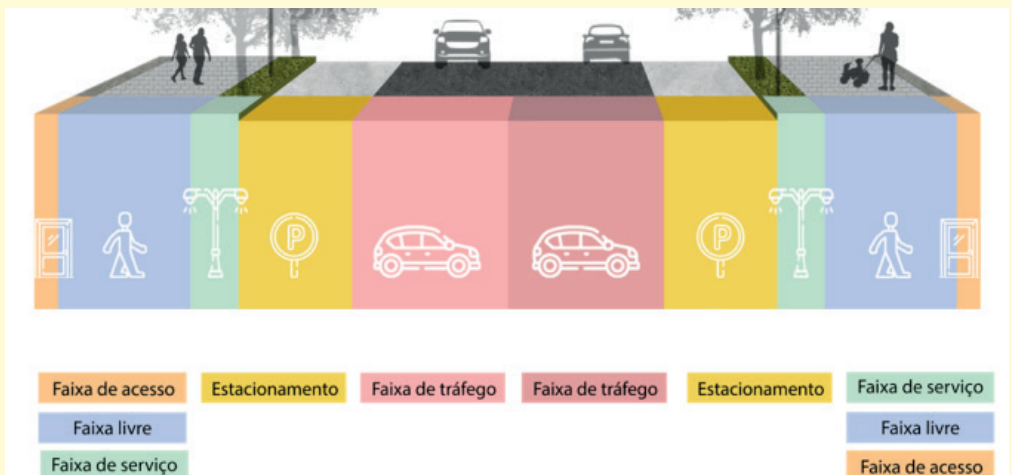 P
P
Faixa de acesso Estacionamento Faixa de tráfego Faixa de tráfego Estacionamento Faixa de serviço
Faixa livre Faixa livre
Faixa de serviço Faixa de acesso